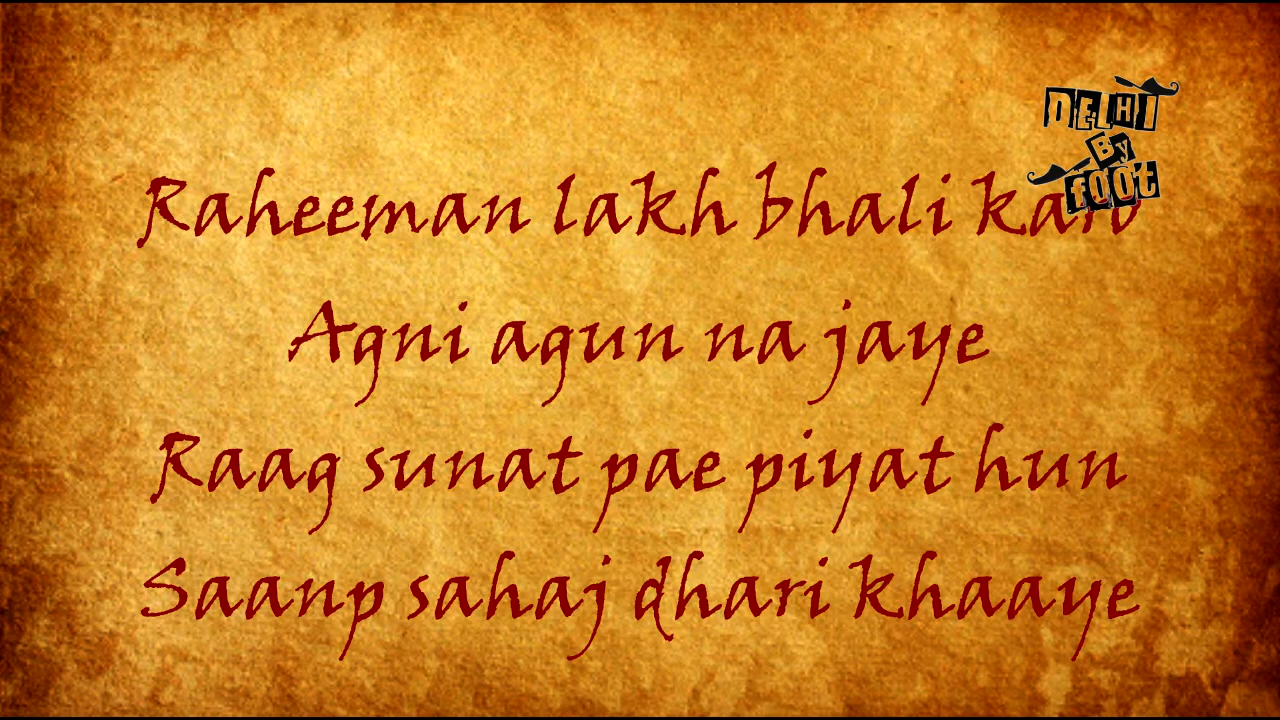 DELHI
By
foot
Raheeman lakh bhali karo
Agni agun na jaye
Raag sunat pae piyat hun
Saanp sahaj dhari khaaye